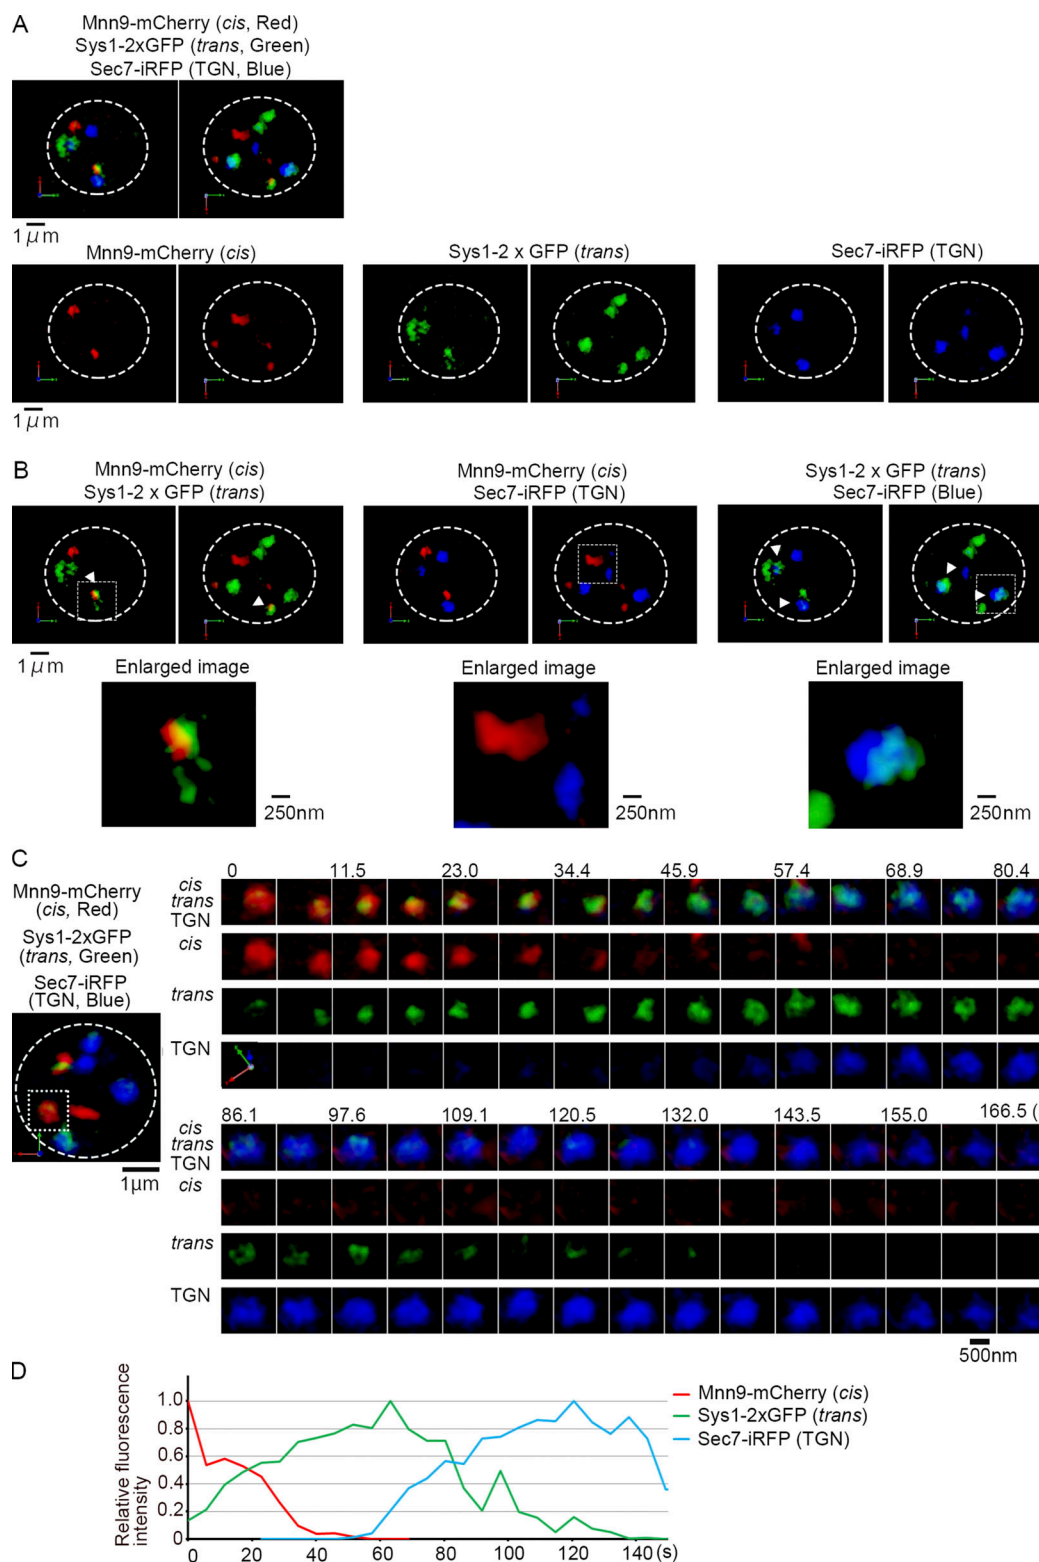 A
Mnn9-mCherry (cis, Red)
Sys1-2xGFP (trans, Green)
Sec7-iRFP (TGN, Blue)
1 μm
Mnn9-mCherry (cis)
Sys1-2 x GFP (trans)
Sec7-iRFP (TGN)
1 μm
B
Mnn9-mCherry (cis)
Sys1-2 x GFP (trans)
Mnn9-mCherry (cis)
Sec7-iRFP (TGN)
Sys1-2 x GFP (trans)
Sec7-iRFP (Blue)
1 μm
Enlarged image
Enlarged image
Enlarged image
250nm
250nm
250nm
C
Mnn9-mCherry
(cis, Red)
Sys1-2xGFP
(trans, Green)
Sec7-iRFP
(TGN, Blue)
1μm
0 11.5 23.0 34.4 45.9 57.4 68.9 80.4
cis
trans
TGN
cis
trans
TGN
86.1 97.6 109.1 120.5 132.0 143.5 155.0 166.5 (
cis
trans
TGN
cis
trans
TGN
500nm
D
Relative fluorescence
intensity
1.0
0.8
0.6
0.4
0.2
0
0 20 40 60 80 100 120 140 (s)
Mnn9-mCherry (cis)
Sys1-2xGFP (trans)
Sec7-iRFP (TGN)